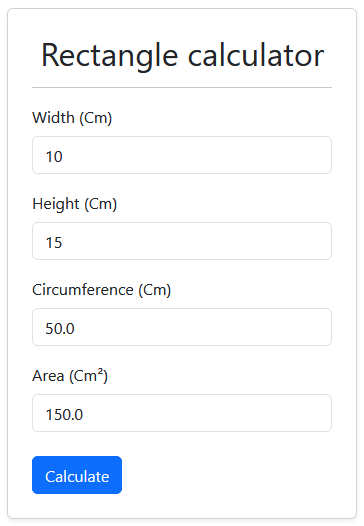 Rectangle calculator
Width (Cm)
10
Height (Cm)
15
Circumference (Cm)
50.0
Area (Cm²)
150.0
Calculate